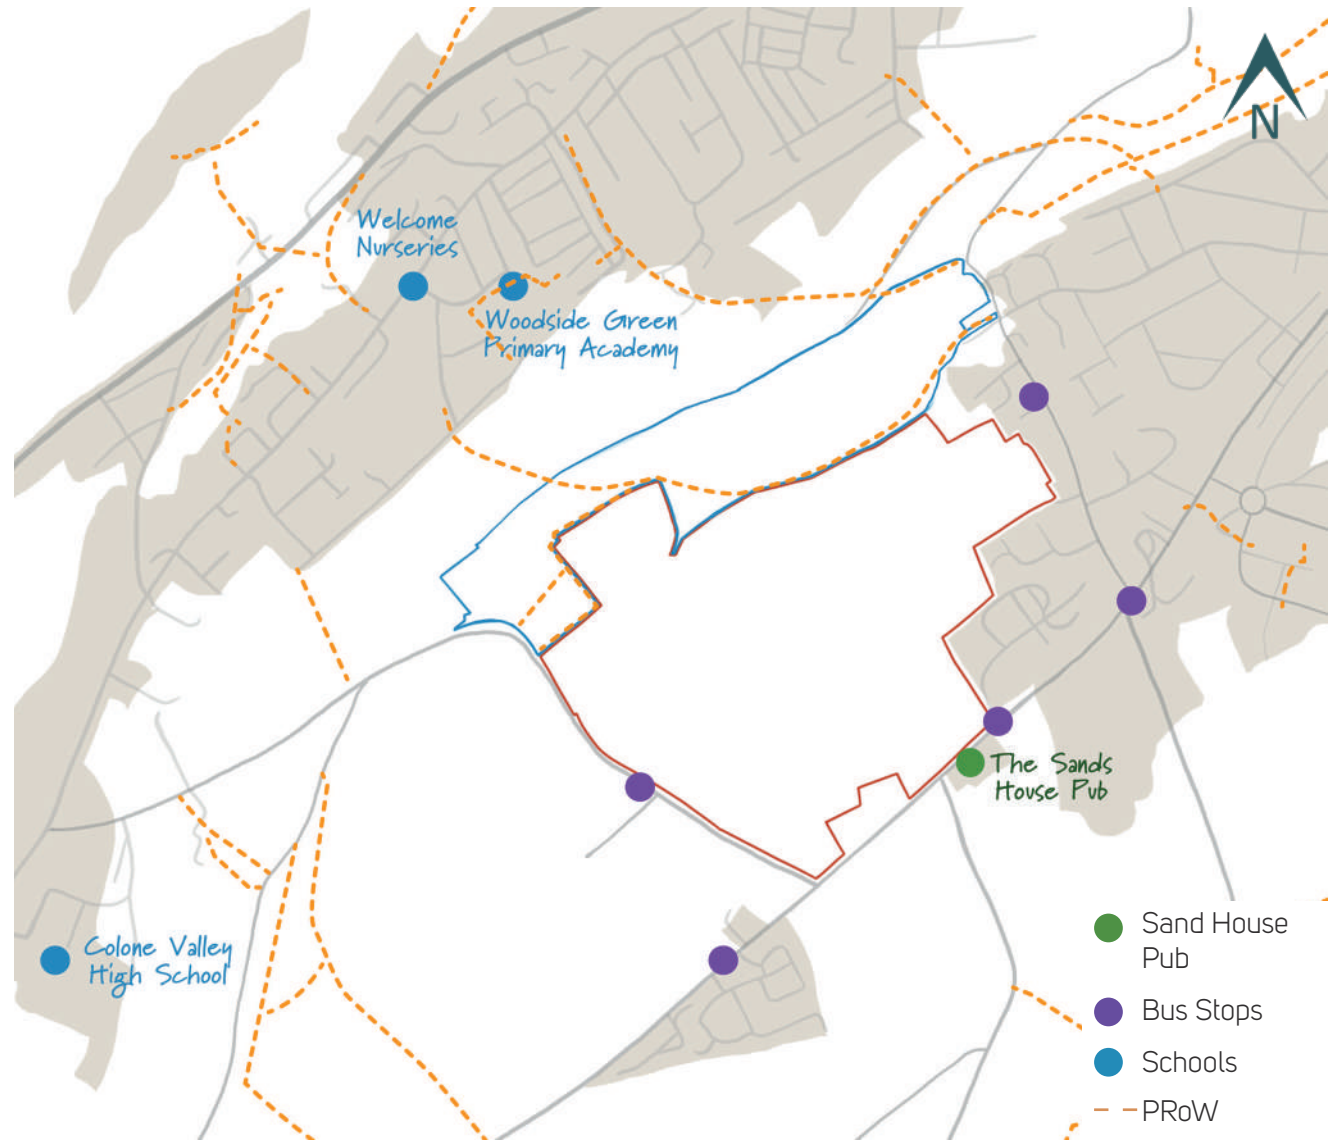 N
Welcome
Nurseries
Woodside Green
Primary Academy
The Sands
House Pub
Colone Valley
High School
Sand House
Pub
Bus Stops
Schools
PRoW